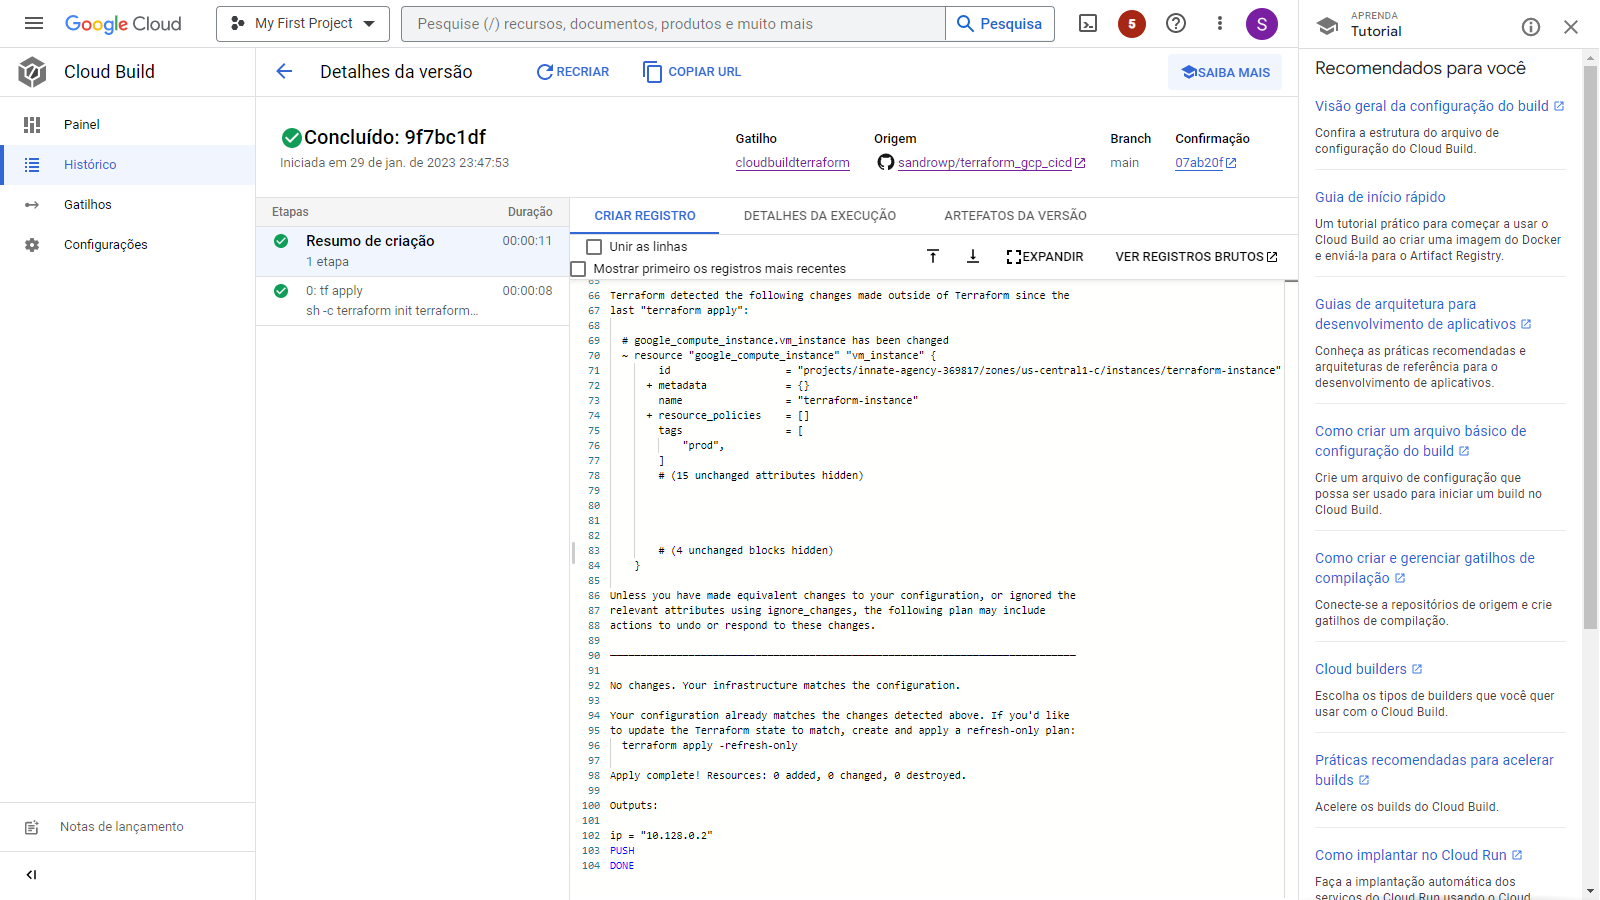 Google Cloud
My First Project
Pesquise (/) recursos, documentos, produtos e muito mais
Pesquisa
5
S
APRENDA
Tutorial
Cloud Build
Detalhes da versão
RECRIAR
COPIAR URL
SAIBA MAIS
Painel
Histórico
Gatilhos
Configurações
Notas de lançamento
Concluído: 9f7bc1df
Iniciada em 29 de jan. de 2023 23:47:53
Gatilho
cloudbuildterraform
Origem
sandrowp/terraform_gcp_cicd
Branch
main
Confirmação
07ab20f
Etapas Duração
Resumo de criação 00:00:11
1 etapa
0: tf apply 00:00:08
sh -c terraform init terraform...
CRIAR REGISTRO
DETALHES DA EXECUÇÃO
ARTEFATOS DA VERSÃO
Unir as linhas
Mostrar primeiro os registros mais recentes
EXPANDIR
VER REGISTROS BRUTOS
65
66 Terraform detected the following changes made outside of Terraform since the
67 last "terraform apply":
68
69 # google_compute_instance.vm_instance has been changed
70 ~ resource "google_compute_instance" "vm_instance" {
71 id = "projects/innate-agency-369817/zones/us-central1-c/instances/terraform-instance"
72 + metadata = {}
73 name = "terraform-instance"
74 + resource_policies = []
75 tags = [
76 "prod",
77 ]
78 # (15 unchanged attributes hidden)
79
80
81
82
83 # (4 unchanged blocks hidden)
84 }
85
86 Unless you have made equivalent changes to your configuration, or ignored the
87 relevant attributes using ignore_changes, the following plan may include
88 actions to undo or respond to these changes.
89
90 ─────────────────────────────────────────────────────────────────────────────
91
92 No changes. Your infrastructure matches the configuration.
93
94 Your configuration already matches the changes detected above. If you'd like
95 to update the Terraform state to match, create and apply a refresh-only plan:
96 terraform apply -refresh-only
97
98 Apply complete! Resources: 0 added, 0 changed, 0 destroyed.
99
100 Outputs:
101
102 ip = "10.128.0.2"
103 PUSH
104 DONE
Recomendados para você
Visão geral da configuração do build
Confira a estrutura do arquivo de
configuração do Cloud Build.
Guia de início rápido
Um tutorial prático para começar a usar o
Cloud Build ao criar uma imagem do Docker
e enviá-la para o Artifact Registry.
Guias de arquitetura para
desenvolvimento de aplicativos
Conheça as práticas recomendadas e
arquiteturas de referência para o
desenvolvimento de aplicativos.
Como criar um arquivo básico de
configuração do build
Crie um arquivo de configuração que
possa ser usado para iniciar um build no
Cloud Build.
Como criar e gerenciar gatilhos de
compilação
Conecte-se a repositórios de origem e crie
gatilhos de compilação.
Cloud builders
Escolha os tipos de builders que você quer
usar com o Cloud Build.
Práticas recomendadas para acelerar
builds
Acelere os builds do Cloud Build.
Como implantar no Cloud Run
Faça a implantação automática dos
serviços do Cloud Run usando o Cloud